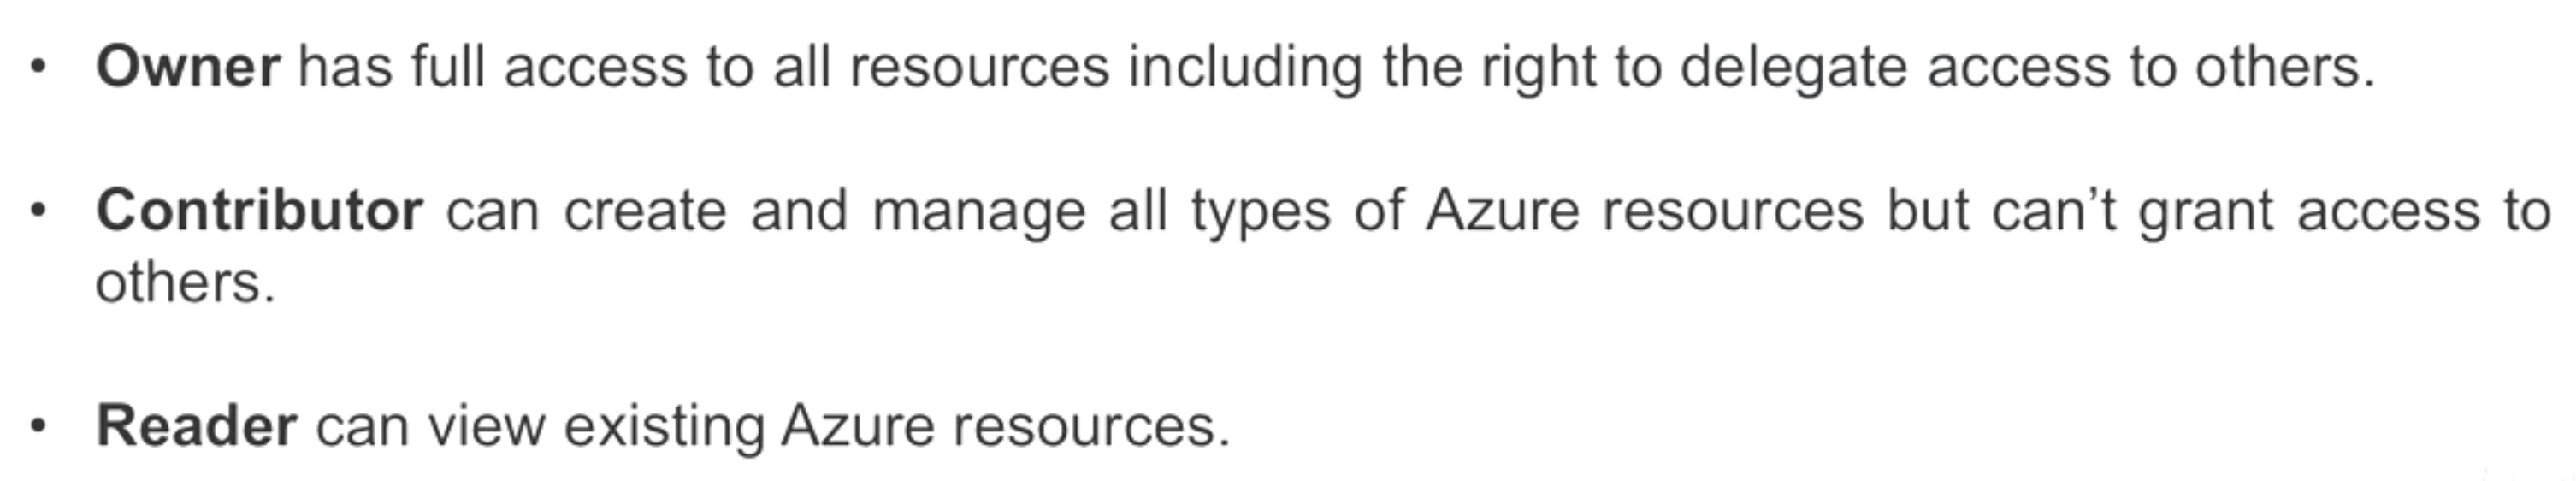 • Owner has full access to all resources including the right to delegate access to others.
• Contributor can create and manage all types of Azure resources but can’t grant access to
others.
• Reader can view existing Azure resources.